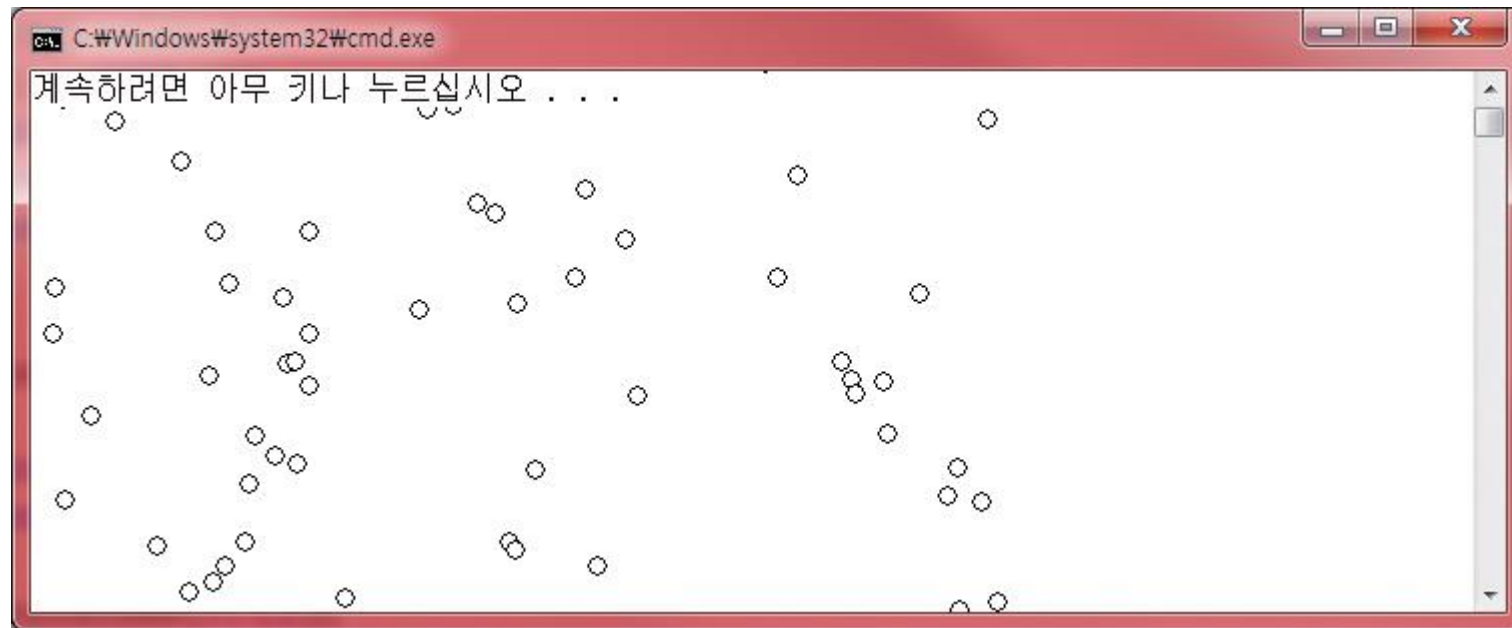 C:₩Windows₩system32₩cmd.exe
계속하려면 아무 키나 누르십시오 . . .